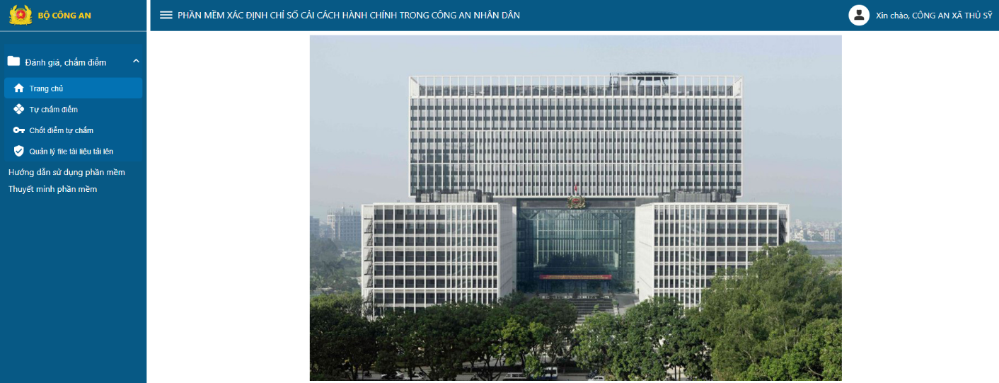 BỘ CÔNG AN
PHẦN MỀM XÁC ĐỊNH CHỈ SỐ CẢI CÁCH HÀNH CHÍNH TRONG CÔNG AN NHÂN DÂN
Xin chào, CÔNG AN XÃ THỦ SỸ
Đánh giá, chấm điểm
Trang chủ
Tự chấm điểm
Chốt điểm tự chấm
Quản lý file tài liệu tải lên
Hướng dẫn sử dụng phần mềm
Thuyết minh phần mềm